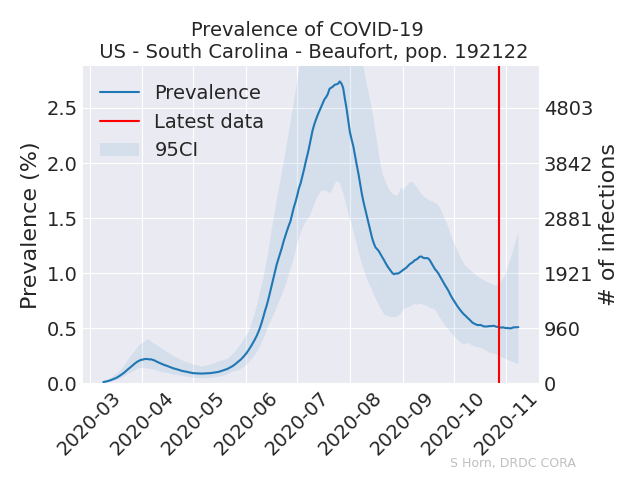 Prevalence of COVID-19
US - South Carolina - Beaufort, pop. 192122
Prevalence
Latest data
95CI
Prevalence (%)
2.5
2.0
1.5
1.0
0.5
0.0
4803
3842
2881
1921
960
0
# of infections
2020-03
2020-04
2020-05
2020-06
2020-07
2020-08
2020-09
2020-10
2020-11
S Horn, DRDC CORA